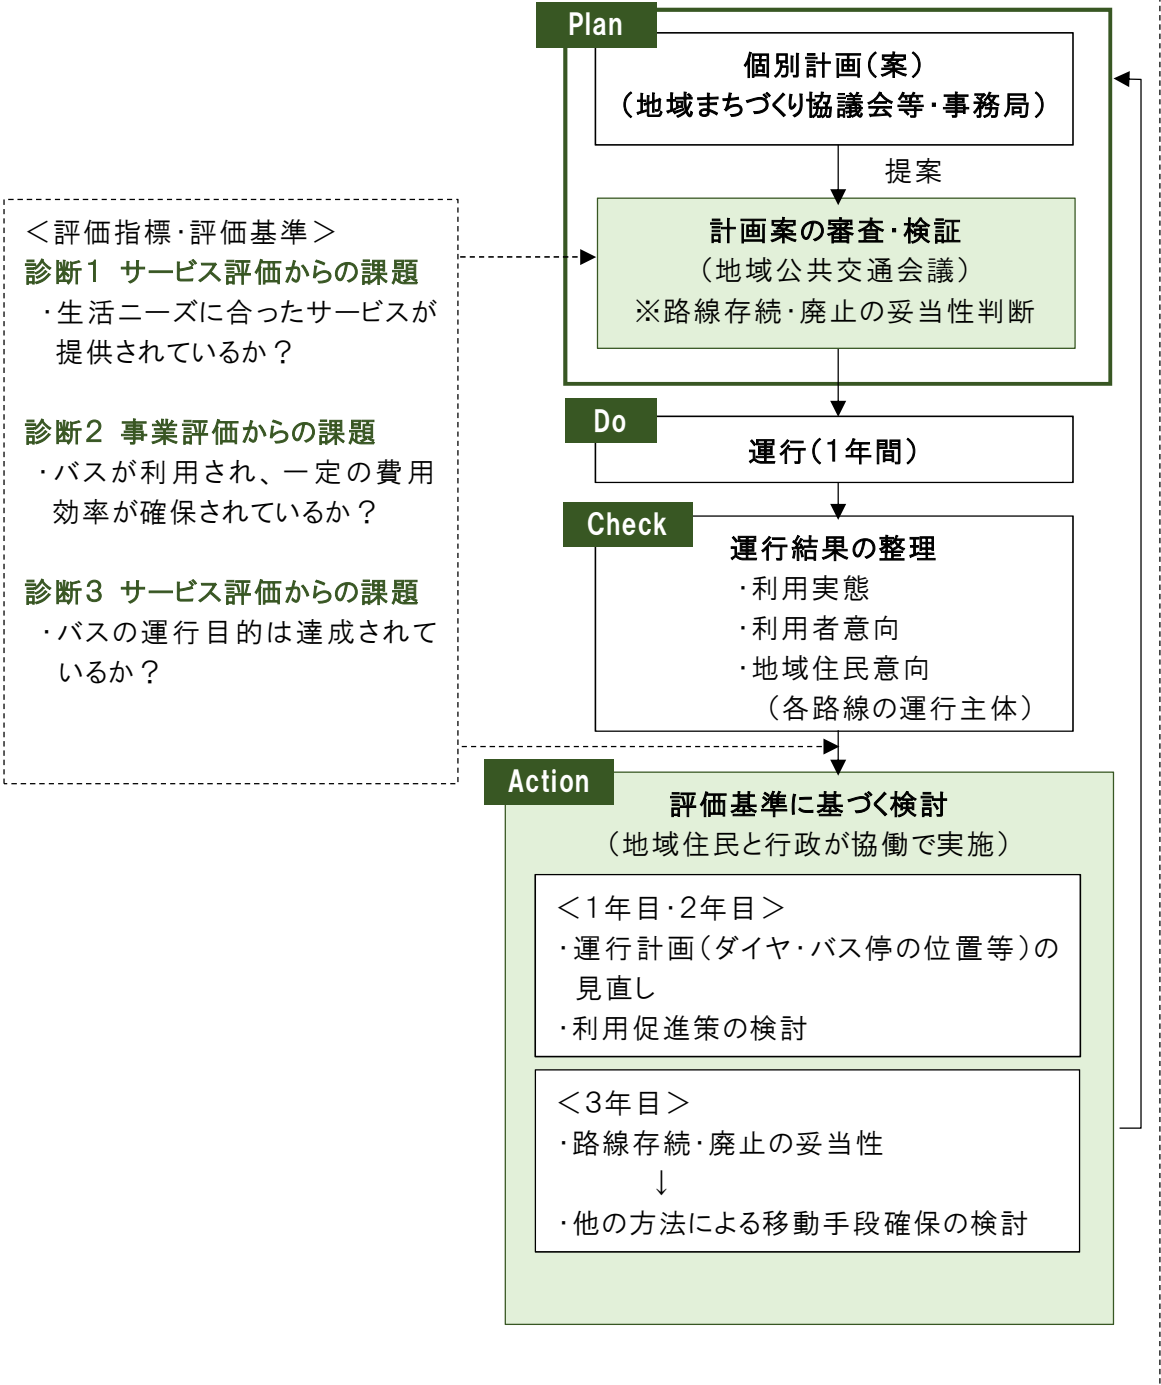 Plan
個別計画（案）
（地域まちづくり協議会等・事務局）
提案
計画案の審査・検証
（地域公共交通会議）
※路線存続・廃止の妥当性判断
＜評価指標・評価基準＞
診断１ サービス評価からの課題
・生活ニーズに合ったサービスが
提供されているか？
診断２ 事業評価からの課題
・バスが利用され、一定の費用
効率が確保されているか？
診断３ サービス評価からの課題
・バスの運行目的は達成されて
いるか？
Do
運行（１年間）
Check
運行結果の整理
・利用実態
・利用者意向
・地域住民意向
（各路線の運行主体）
Action
評価基準に基づく検討
（地域住民と行政が協働で実施）
＜１年目・２年目＞
・運行計画（ダイヤ・バス停の位置等）の
見直し
・利用促進策の検討
＜３年目＞
・路線存続・廃止の妥当性
↓
・他の方法による移動手段確保の検討